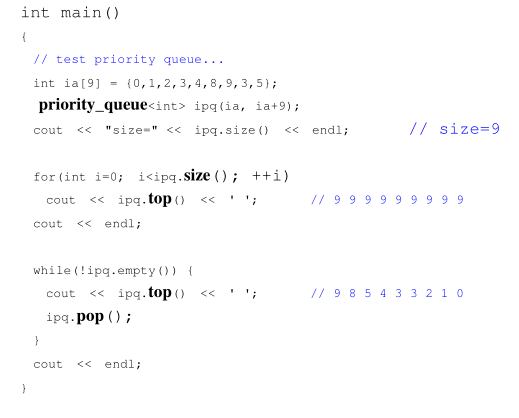 int main()
{
// test priority queue...
int ia[9] = {0,1,2,3,4,8,9,3,5};
priority_queue<int> ipq(ia, ia+9);
cout << "size=" << ipq.size() << endl; // size=9
for(int i=0; i<ipq.size(); ++i)
cout << ipq.top() << ' '; // 9 9 9 9 9 9 9 9 9
cout << endl;
while(!ipq.empty()) {
cout << ipq.top() << ' '; // 9 8 5 4 3 3 2 1 0
ipq.pop();
}
cout << endl;
}